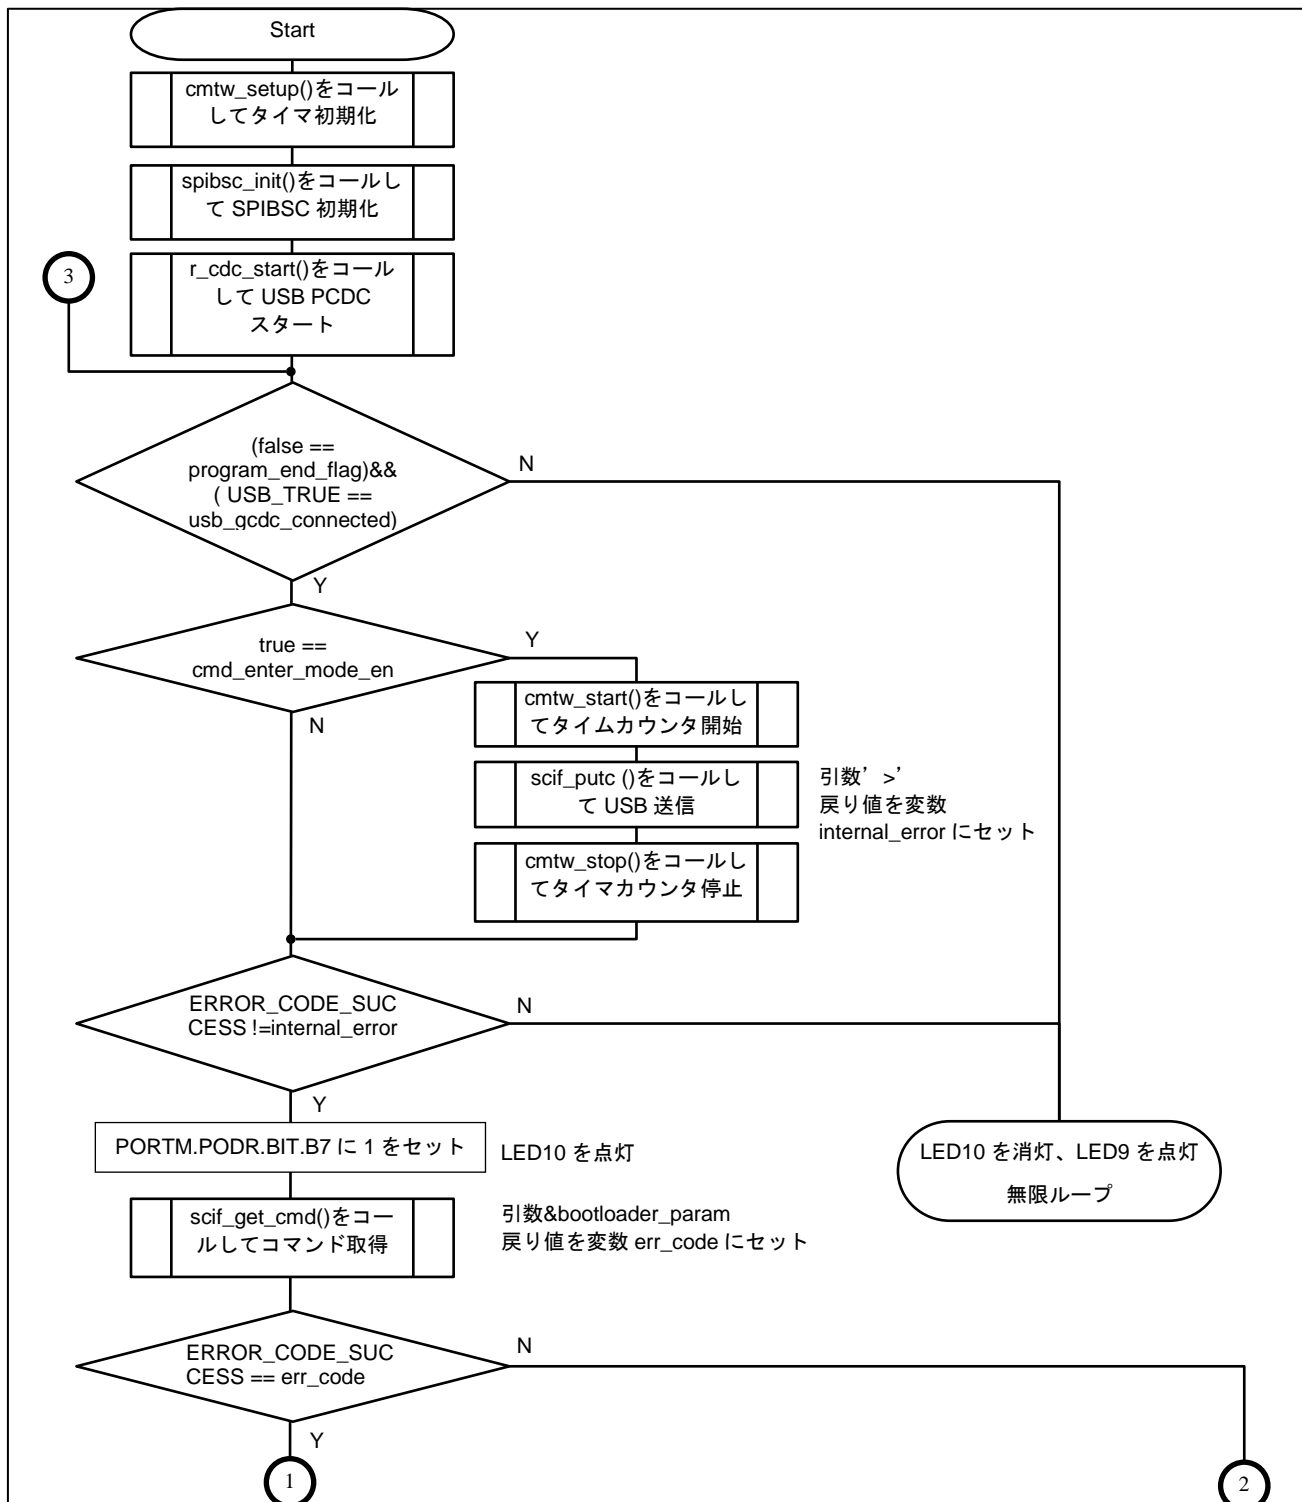 Start
cmtw_setup()をコール
してタイマ初期化
spibsc_init()をコールし
て SPIBSC 初期化
3
r_cdc_start()をコール
して USB PCDC
スタート
(false ==
program_end_flag)&&
( USB_TRUE ==
usb_gcdc_connected)
N
Y
true ==
cmd_enter_mode_en
Y
N
cmtw_start()をコールし
てタイムカウンタ開始
scif_putc ()をコールし
て USB 送信
引数’ >’
戻り値を変数
internal_error にセット
cmtw_stop()をコールし
てタイマカウンタ停止
ERROR_CODE_SUC
CESS !=internal_error
N
Y
PORTM.PODR.BIT.B7 に 1 をセット
LED10 を点灯
LED10 を消灯、LED9 を点灯
無限ループ
scif_get_cmd()をコー
ルしてコマンド取得
引数&bootloader_param
戻り値を変数 err_code にセット
ERROR_CODE_SUC
CESS == err_code
N
Y
1
2